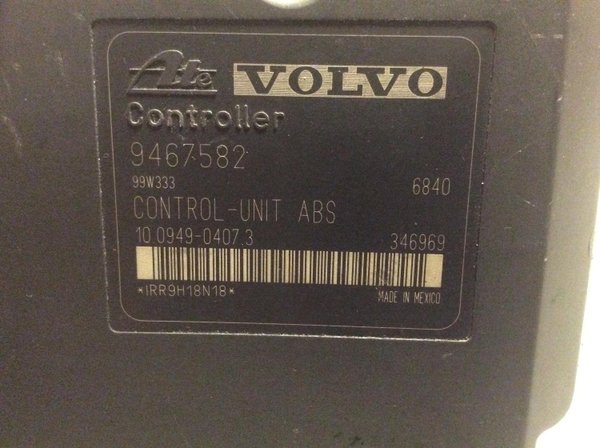 Ate VOLVO
Controller
9467582
99W333 6840
CONTROL-UNIT ABS
10.0949-0407.3 346969
*IRR9H18N18*
MADE IN MEXICO